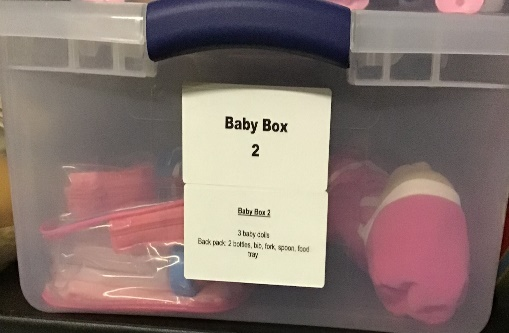 Baby Box
2
Baby Box 2
3 baby dolls
Back pack: 2 bottles, bib, fork, spoon, food
tray